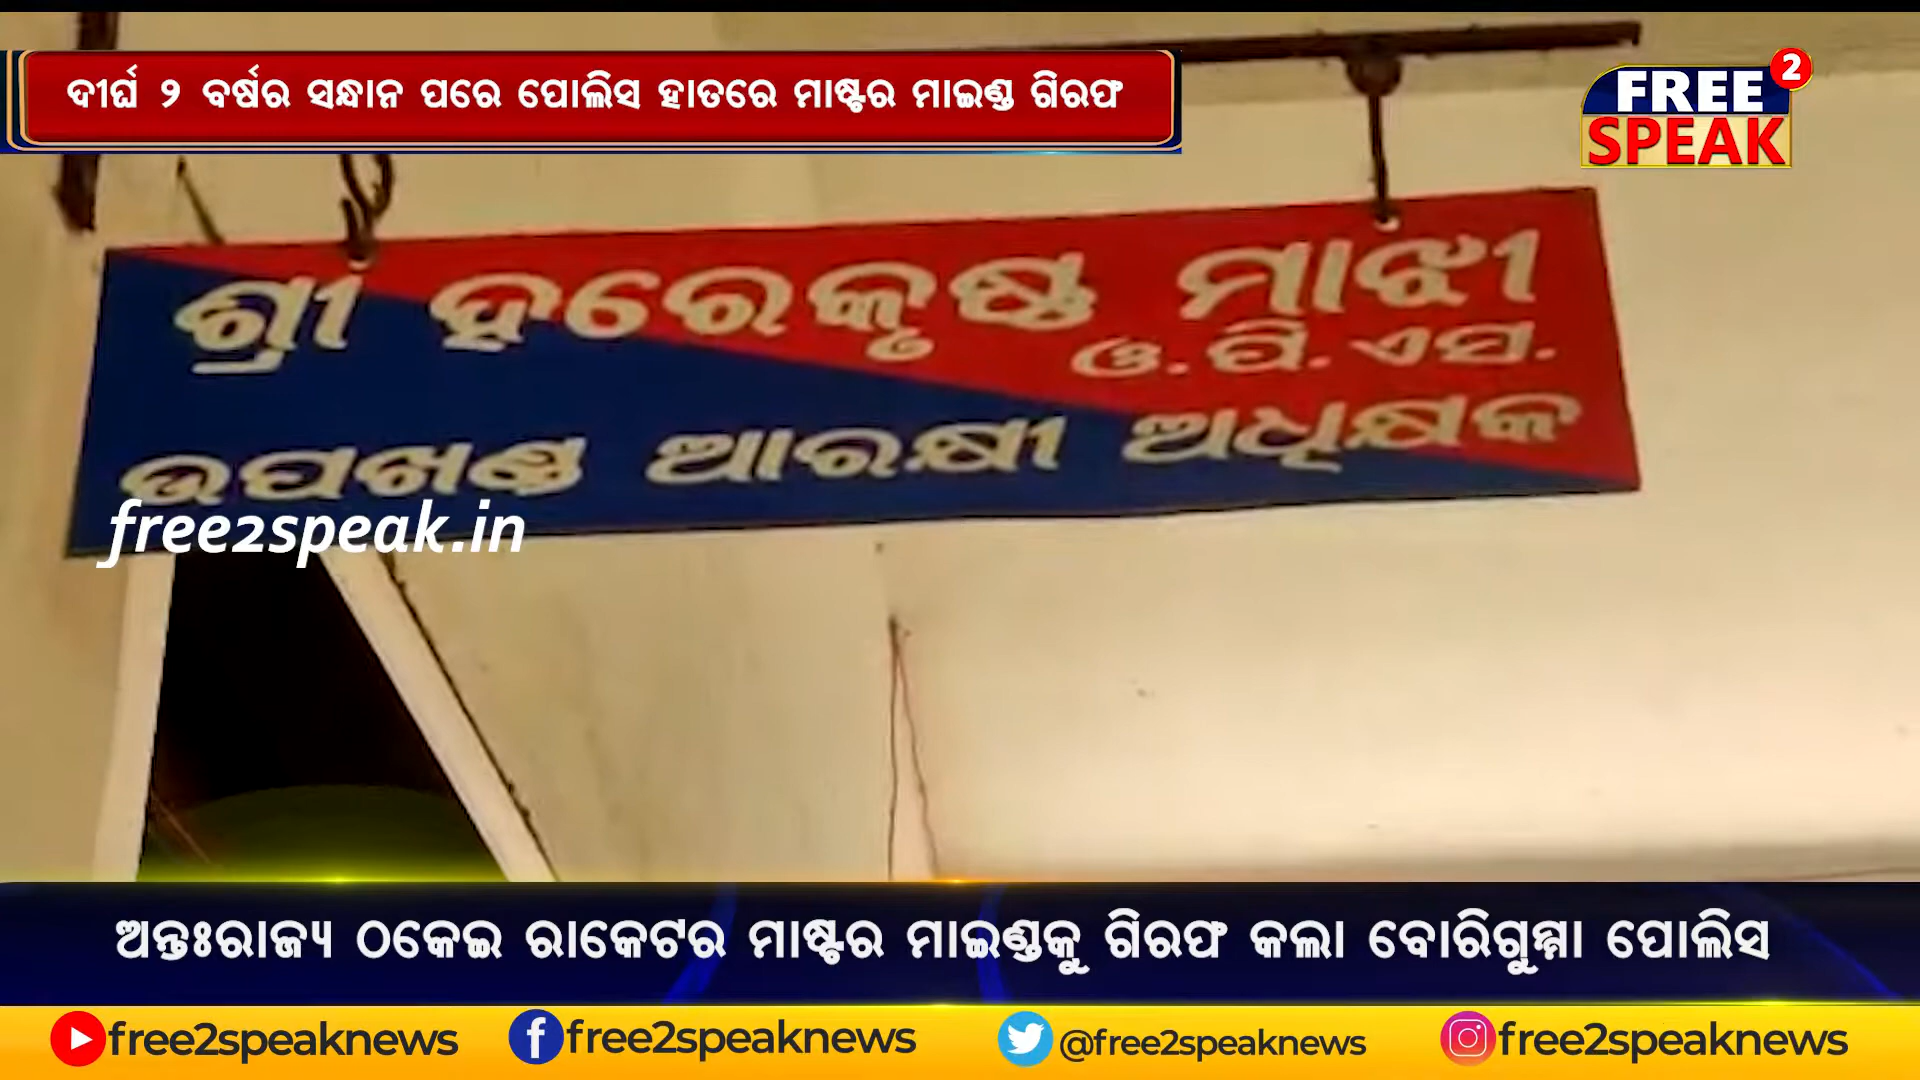 ଦୀର୍ଘ ୨ ବର୍ଷର ସନ୍ଧାନ ପରେ ପୋଲିସ ହାତରେ ମାଷ୍ଟର ମାଇଣ୍ଡ ଗିରଫ
FREE 2
SPEAK
ଶ୍ରୀ ହରେକୃଷ୍ଣ ମାଝୀ
ଓ.ପି.ଏସ.
ଉପଖଣ୍ଡ ଆରକ୍ଷୀ ଅଧିକ୍ଷକ
free2speak.in
ଅନ୍ତଃରାଜ୍ୟ ଠକେଇ ରାକେଟର ମାଷ୍ଟର ମାଇଣ୍ଡକୁ ଗିରଫ କଲା ବୋରିଗୁମ୍ମା ପୋଲିସ
free2speaknews free2speaknews @free2speaknews free2speaknews